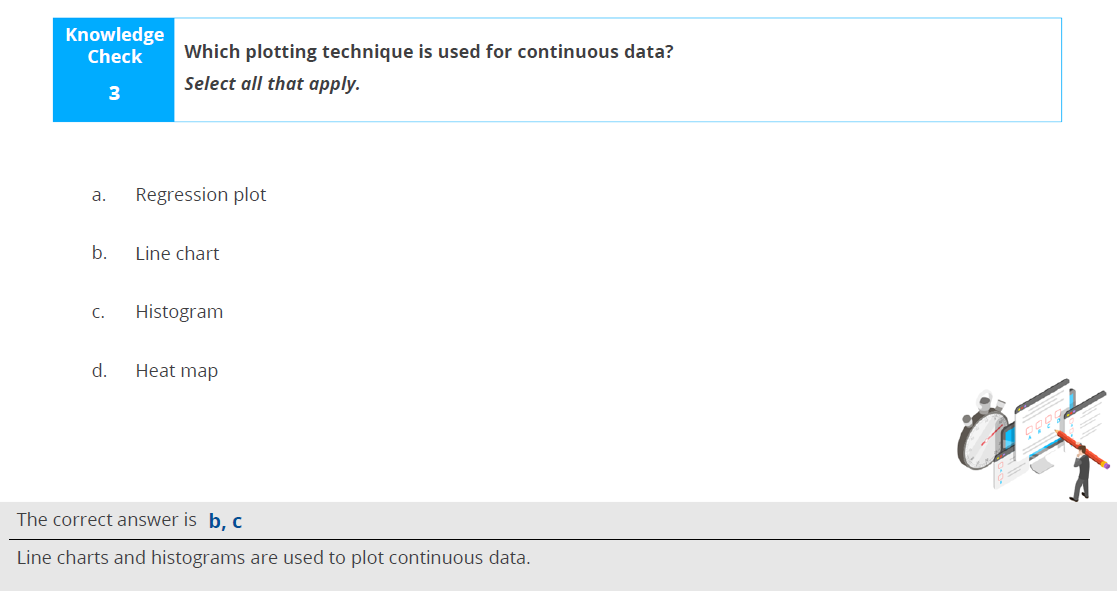 Knowledge
Check
3
Which plotting technique is used for continuous data?
Select all that apply.
a. Regression plot
b. Line chart
c. Histogram
d. Heat map
The correct answer is b, c
Line charts and histograms are used to plot continuous data.